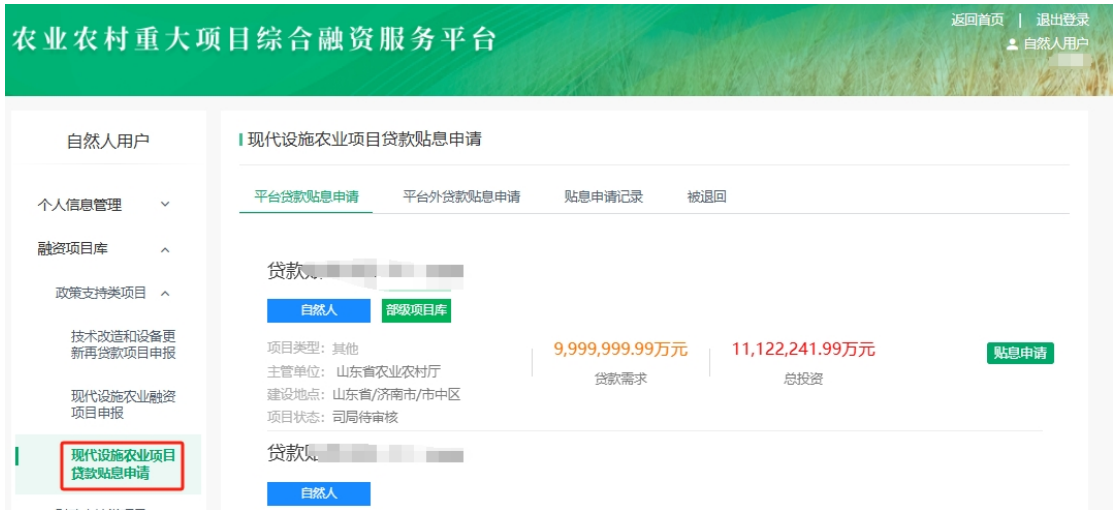 农业农村重大项目综合融资服务平台
返回首页 | 退出登录
自然人用户
自然人用户
个人信息管理
融资项目库
政策支持类项目
技术改造和设备更
新再贷款项目申报
现代设施农业融资
项目申报
现代设施农业项目
贷款贴息申请
现代设施农业项目贷款贴息申请
平台贷款贴息申请 平台外贷款贴息申请 贴息申请记录 被退回
贷款
自然人 部级项目库
项目类型: 其他
主管单位: 山东省农业农村厅
建设地点: 山东省/济南市/市中区
项目状态: 司局待审核
9,999,999.99万元
贷款需求
11,122,241.99万元
总投资
贴息申请
贷款
自然人